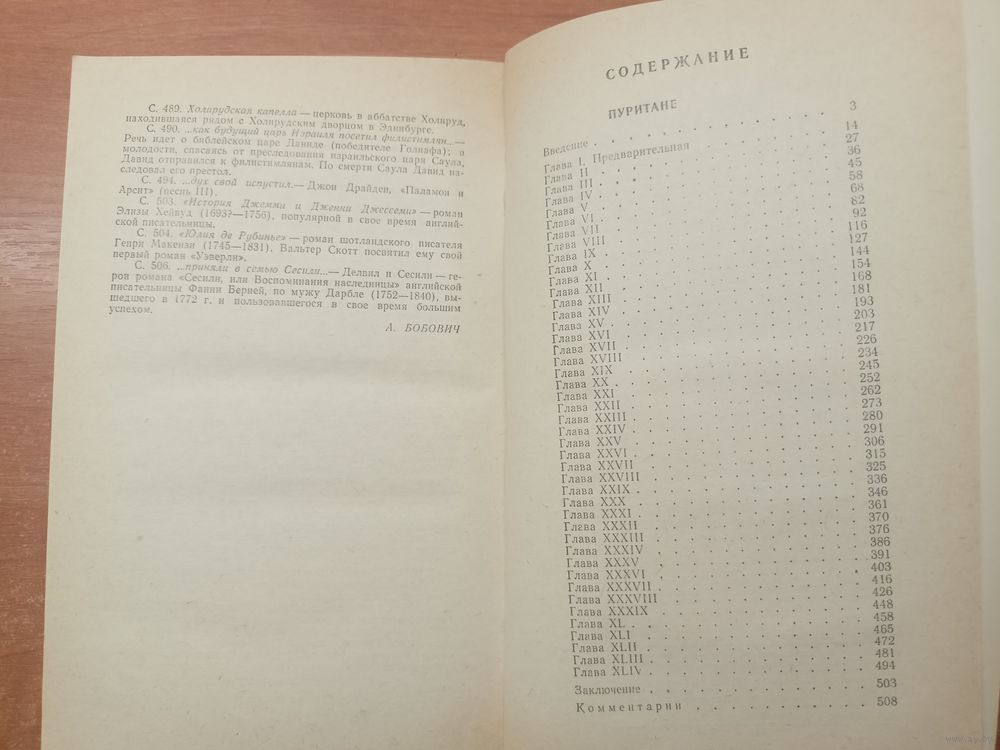 С. 489. Холирудская капелла — церковь в аббатстве Холируд,
находившаяся рядом с Холирудским дворцом в Эдинбурге.
С. 490. ...как будущий царь Израиля посетил филистимлян... —
Речь идет о библейском царе Давиде (победителе Голиафа); в
молодости, спасаясь от преследования израильского царя Саула,
Давид отправился к филистимлянам. По смерти Саула Давид на-
следовал его престол.
С. 494. ...дух свой испустил. — Джон Драйден, «Паламон и
Арсит» (песнь III).
С. 503. «История Джемми и Дженни Джессеми» — роман
Элизы Хейвуд (1693?—1756), популярной в свое время англий-
ской писательницы.
С. 504. «Юлия де Рубинье» — роман шотландского писателя
Генри Макензи (1745—1831). Вальтер Скотт посвятил ему свой
первый роман «Уэверли».
С. 506. ...приняли в семью Сесили... — Делвил и Сесили — ге-
рои романа «Сесили, или Воспоминания наследницы» английской
писательницы Фанни Берней, по мужу Дарбле (1752—1840), вы-
шедшего в 1772 г. и пользовавшегося в свое время большим
успехом.
А. БОБОВИЧ
СОДЕРЖАНИЕ
ПУРИТАНЕ
Введение 3
Глава I. Предварительная 14
Глава II 27
Глава III 36
Глава IV 45
Глава V 58
Глава VI 68
Глава VII 82
Глава VIII 92
Глава IX 116
Глава X 127
Глава XI 144
Глава XII 154
Глава XIII 168
Глава XIV 181
Глава XV 193
Глава XVI 203
Глава XVII 217
Глава XVIII 226
Глава XIX 234
Глава XX 245
Глава XXI 252
Глава XXII 262
Глава XXIII 273
Глава XXIV 280
Глава XXV 291
Глава XXVI 306
Глава XXVII 315
Глава XXVIII 325
Глава XXIX 336
Глава XXX 346
Глава XXXI 361
Глава XXXII 370
Глава XXXIII 376
Глава XXXIV 386
Глава XXXV 391
Глава XXXVI 403
Глава XXXVII 416
Глава XXXVIII 426
Глава XXXIX 448
Глава XL 458
Глава XLI 465
Глава XLII 472
Глава XLIII 481
Глава XLIV 494
Заключение 503
Комментарии 508